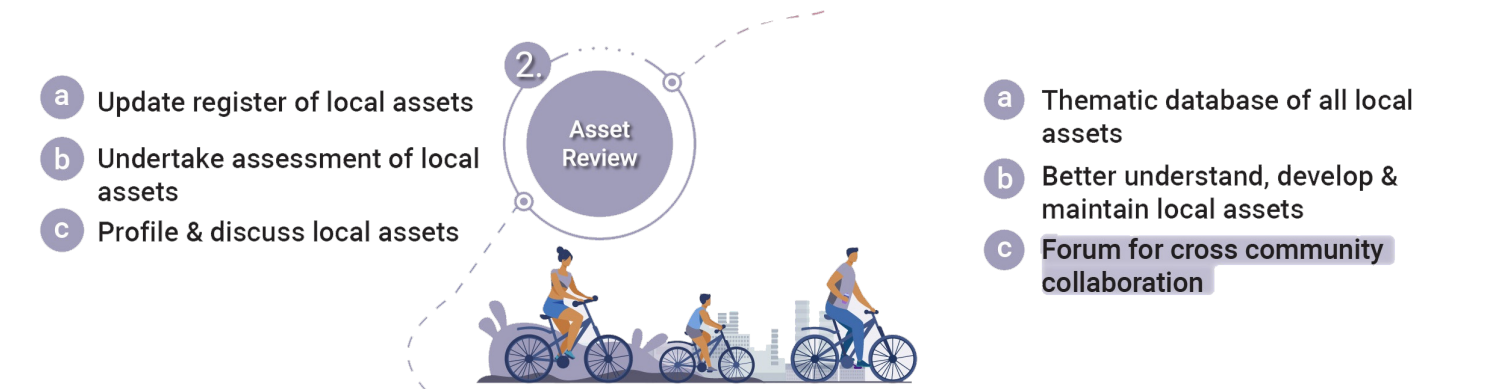 a Update register of local assets
b Undertake assessment of local
assets
c Profile & discuss local assets
2.
Asset
Review
a Thematic database of all local
assets
b Better understand, develop &
maintain local assets
c Forum for cross community
collaboration